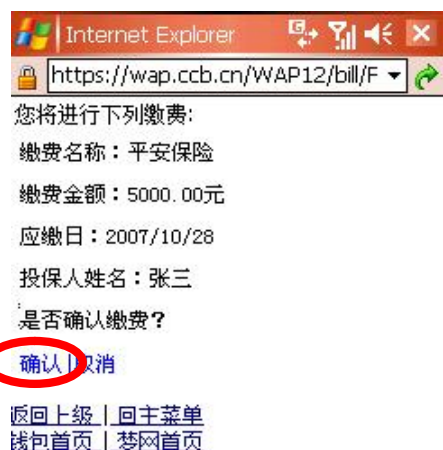 Internet Explorer
https://wap.ccb.cn/WAP12/bill/F
您将进行下列缴费:
缴费名称：平安保险
缴费金额：5000.00元
应缴日：2007/10/28
投保人姓名：张三
是否确认缴费？
确认|取消
返回上级 | 回主菜单
钱包首页 | 梦网首页